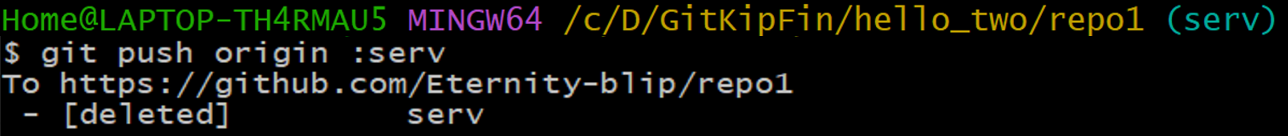 Home@LAPTOP-TH4RMAU5 MINGW64 /c/D/GitKipFin/hello_two/repo1 (serv)
$ git push origin :serv
To https://github.com/Eternity-blip/repo1
 - [deleted]         serv